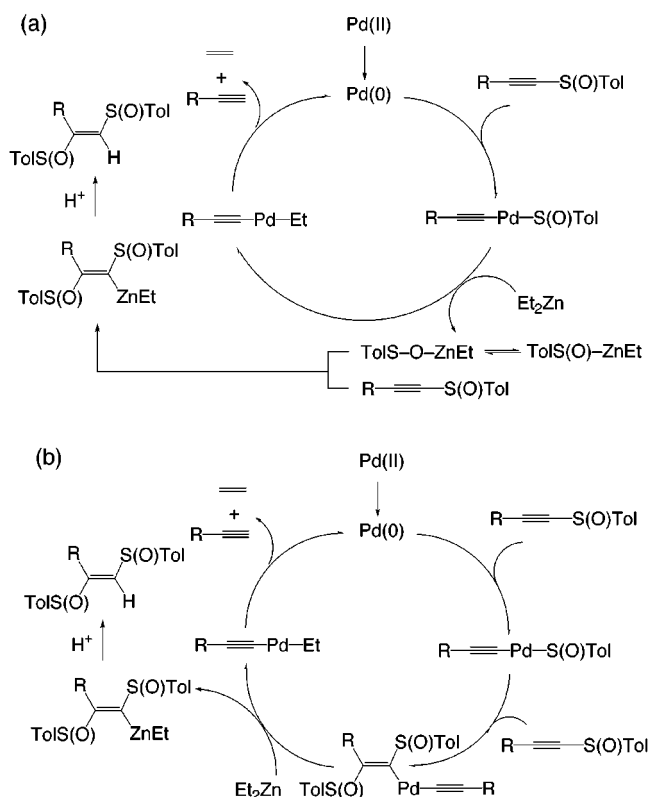 (a)
Pd(II)
+
R
Pd(0)
R
S(O)Tol
R
S(O)Tol
TolS(O)
H
H+
R
Pd
Et
R
Pd
S(O)Tol
R
S(O)Tol
TolS(O)
ZnEt
Et2Zn
TolS-O-ZnEt
TolS(O)-ZnEt
R
S(O)Tol
(b)
Pd(II)
+
R
Pd(0)
R
S(O)Tol
R
S(O)Tol
TolS(O)
H
H+
R
Pd
Et
R
Pd
S(O)Tol
R
S(O)Tol
TolS(O)
ZnEt
R
S(O)Tol
R
S(O)Tol
Et2Zn
TolS(O)
Pd
R